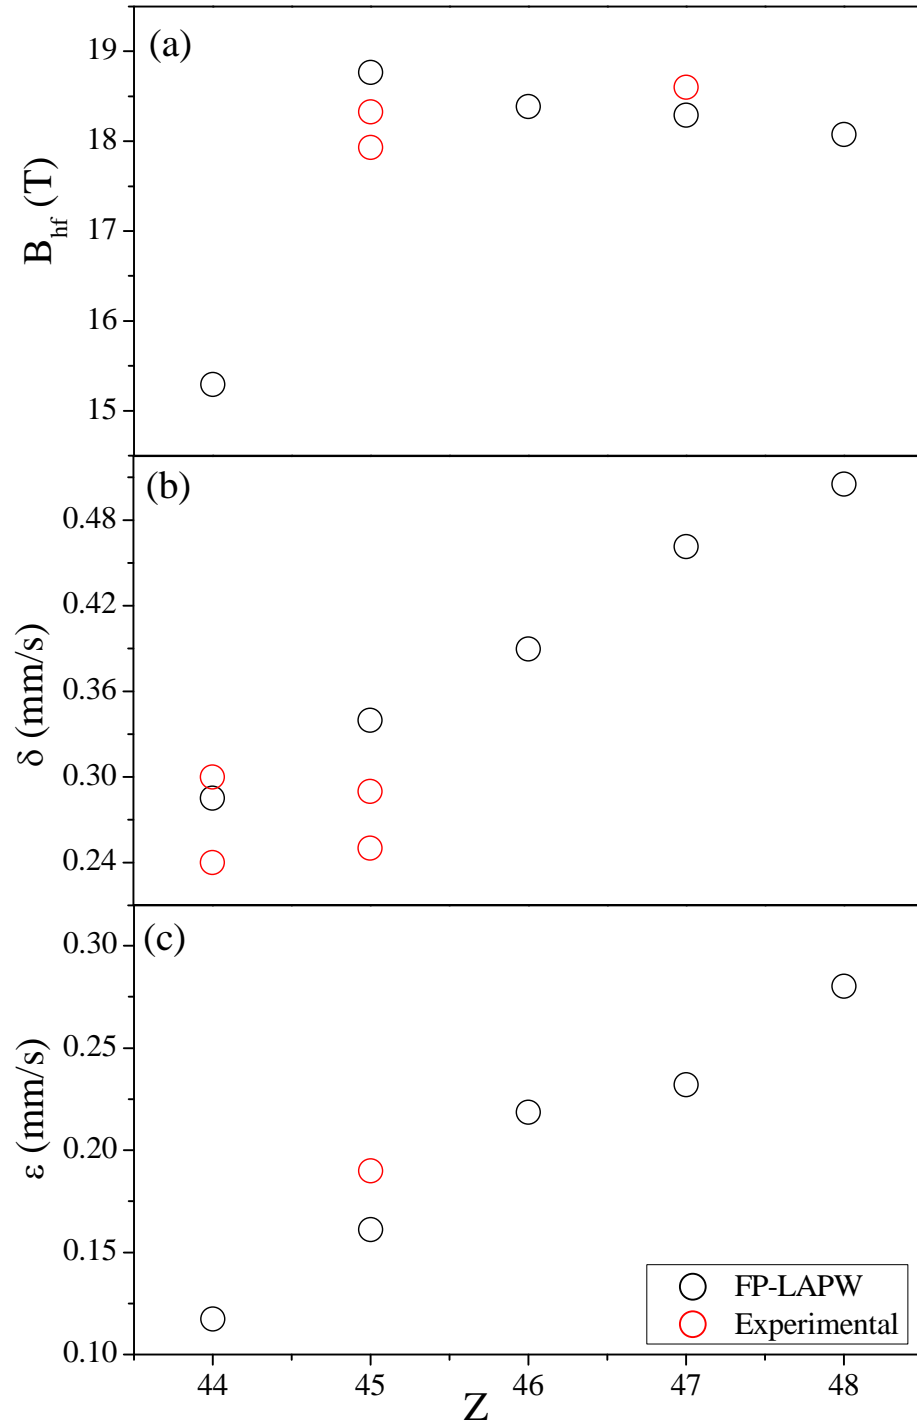 (a)
19
18
17
16
15
B_hf (T)
(b)
0.48
0.42
0.36
0.30
0.24
δ (mm/s)
(c)
0.30
0.25
0.20
0.15
0.10
ε (mm/s)
FP-LAPW
Experimental
44 45 46 47 48
Z